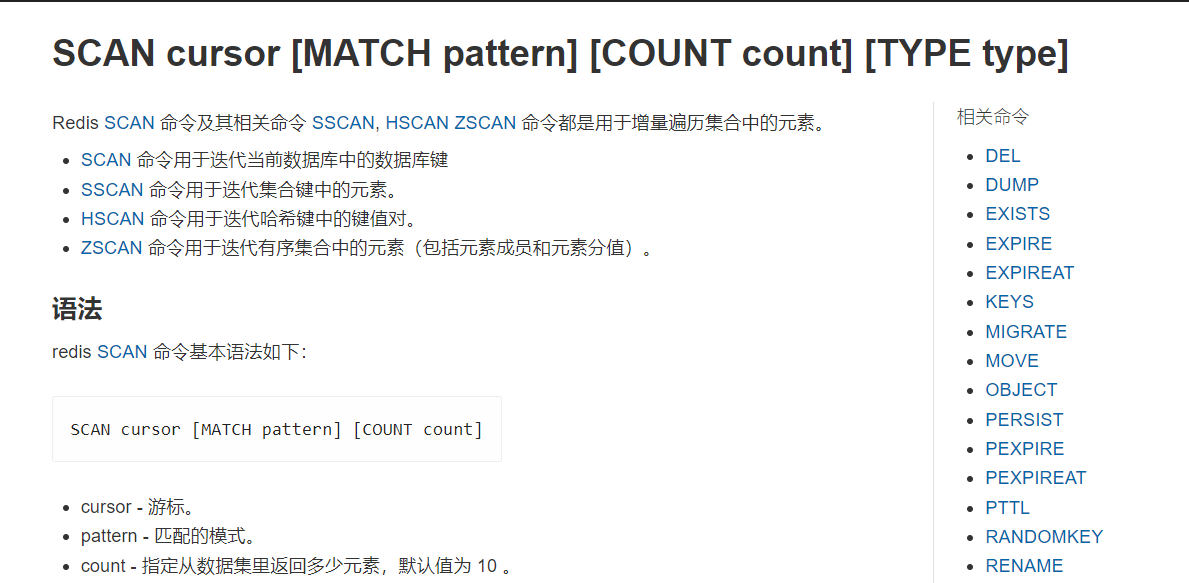 SCAN cursor [MATCH pattern] [COUNT count] [TYPE type]
Redis SCAN 命令及其相关命令 SSCAN, HSCAN ZSCAN 命令都是用于增量遍历集合中的元素。
SCAN 命令用于迭代当前数据库中的数据库键
SSCAN 命令用于迭代集合键中的元素。
HSCAN 命令用于迭代哈希键中的键值对。
ZSCAN 命令用于迭代有序集合中的元素（包括元素成员和元素分值）。
语法
redis SCAN 命令基本语法如下：
SCAN cursor [MATCH pattern] [COUNT count]
cursor - 游标。
pattern - 匹配的模式。
count - 指定从数据集里返回多少元素，默认值为 10 。
相关命令
DEL
DUMP
EXISTS
EXPIRE
EXPIREAT
KEYS
MIGRATE
MOVE
OBJECT
PERSIST
PEXPIRE
PEXPIREAT
PTTL
RANDOMKEY
RENAME